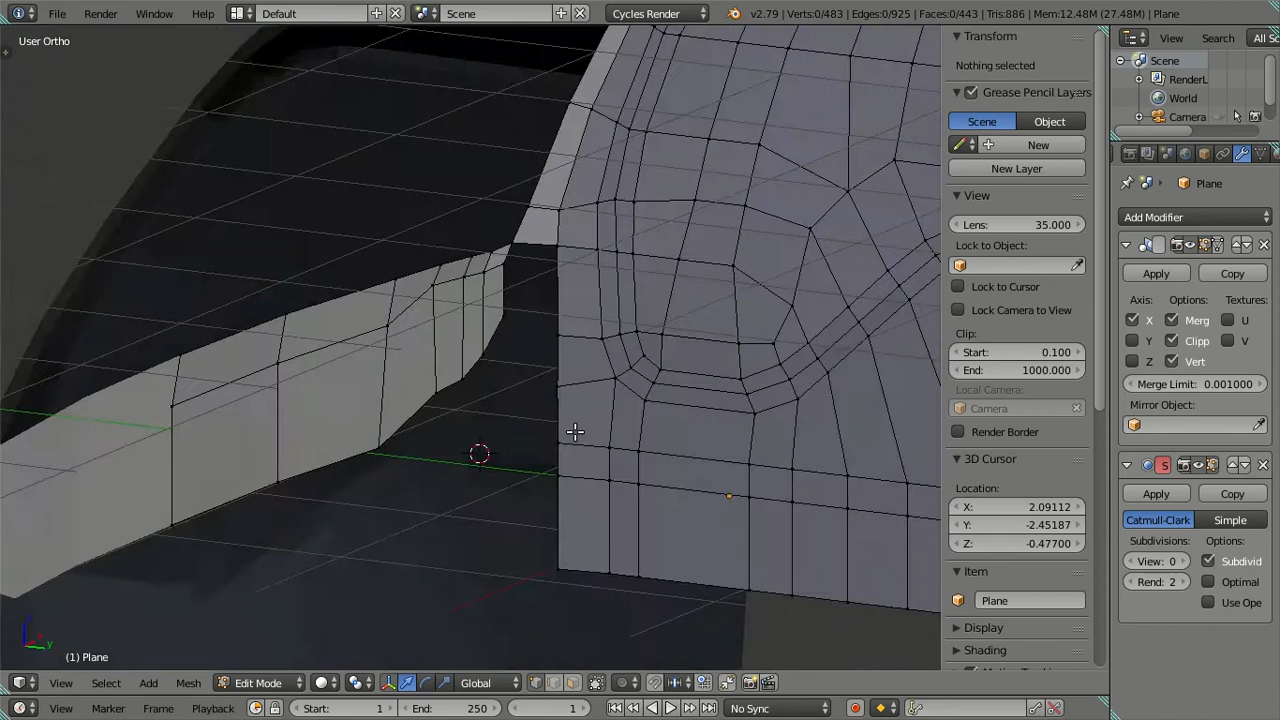 File Render Window Help Default Scene Cycles Render v2.79 | Verts:0/483 | Edges:0/925 | Faces:0/443 | Tris:886 | Mem:12.48M (27.48M) | Plane
User Ortho
Transform
Nothing selected
Grease Pencil Layers
Scene Object
New
New Layer
View
Lens: 35.000
Lock to Object:
Lock to Cursor
Lock Camera to View
Clip:
Start: 0.100
End: 1000.000
Local Camera:
Camera
Render Border
3D Cursor
Location:
X: 2.09112
Y: -2.45187
Z: -0.47700
Item
Plane
Display
Shading
View Search All Sc
Scene
RenderL
World
Camera
Plane
Add Modifier
Apply Copy
Axis: Options: Textures:
X Merg U
Y Clipp V
Z Vert
Merge Limit: 0.001000
Mirror Object:
S
Apply Copy
Catmull-Clark Simple
Subdivisions: Options:
View: 0 Subdivid
Rend: 2 Optimal
Use Ope
z
y
(1) Plane
View Select Add Mesh Edit Mode Global
View Marker Frame Playback Start: 1 End: 250 1 No Sync